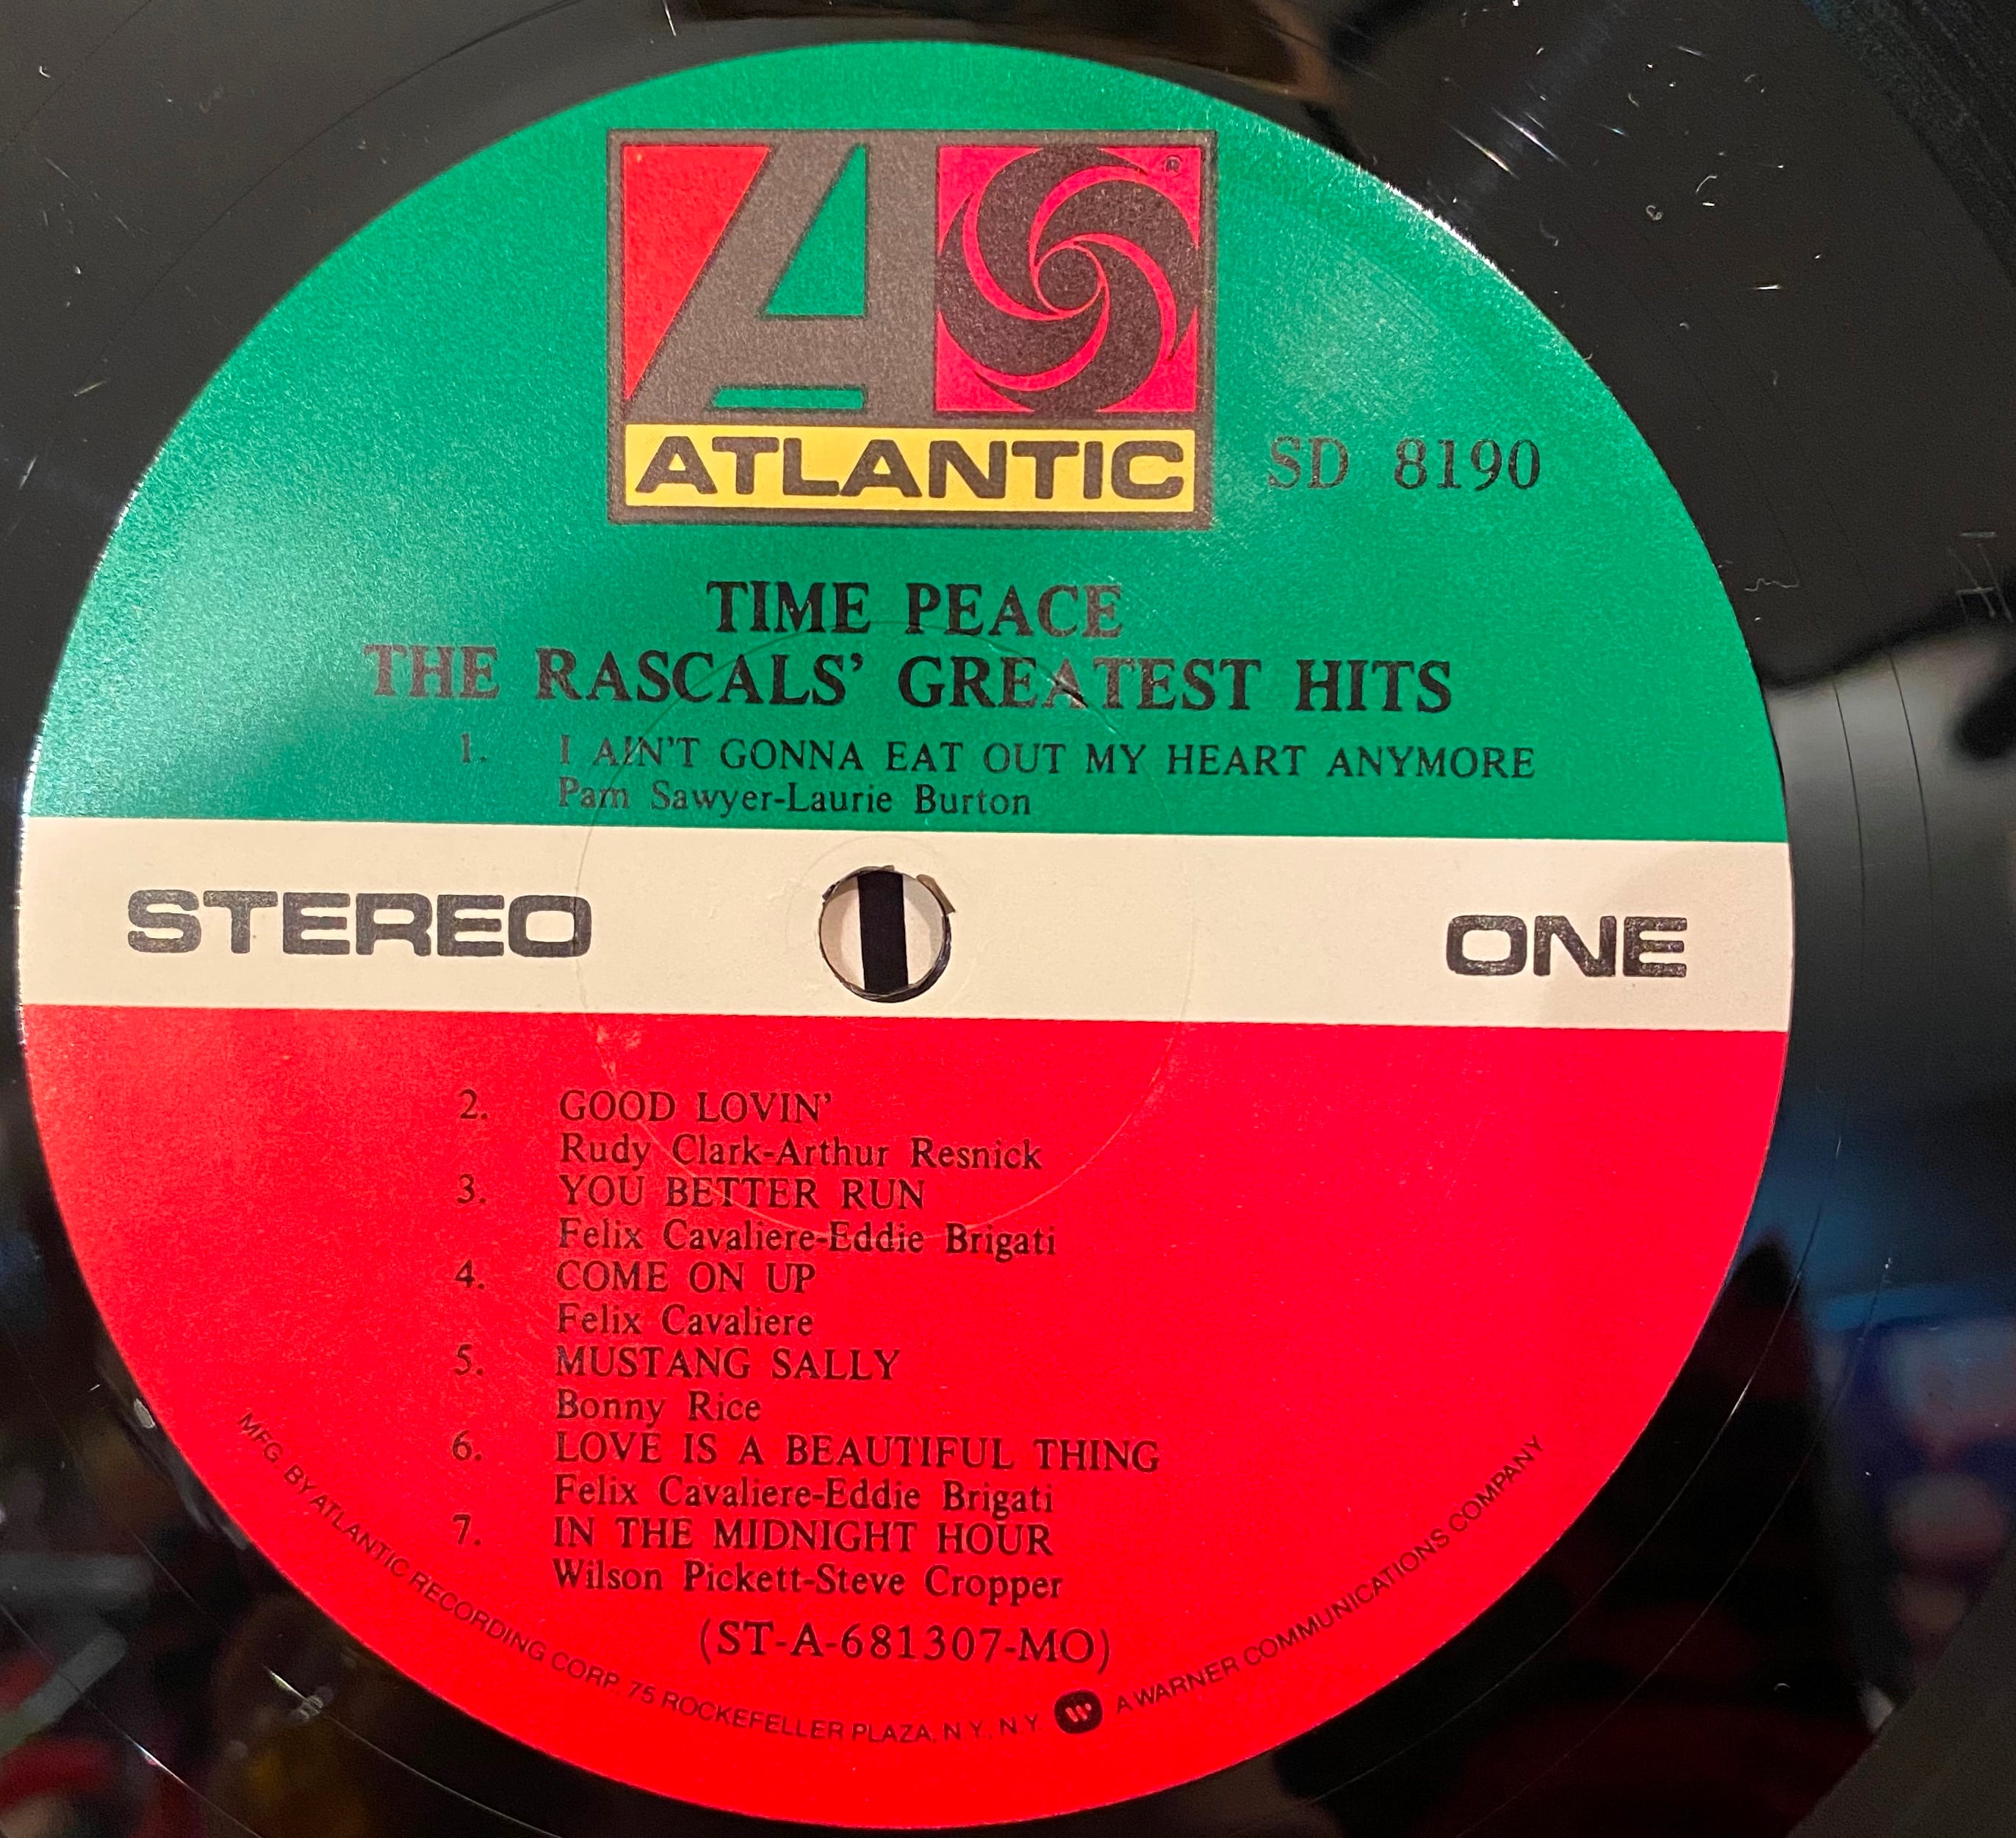 ATLANTIC
®
SD 8190
TIME PEACE
THE RASCALS' GREATEST HITS
1. I AIN'T GONNA EAT OUT MY HEART ANYMORE
Pam Sawyer-Laurie Burton
STEREO
ONE
2. GOOD LOVIN'
Rudy Clark-Arthur Resnick
3. YOU BETTER RUN
Felix Cavaliere-Eddie Brigati
4. COME ON UP
Felix Cavaliere
5. MUSTANG SALLY
Bonny Rice
6. LOVE IS A BEAUTIFUL THING
Felix Cavaliere-Eddie Brigati
7. IN THE MIDNIGHT HOUR
Wilson Pickett-Steve Cropper
(ST-A-681307-MO)
MFG. BY ATLANTIC RECORDING CORP. 75 ROCKEFELLER PLAZA, N.Y. N.Y. W A WARNER COMMUNICATIONS COMPANY